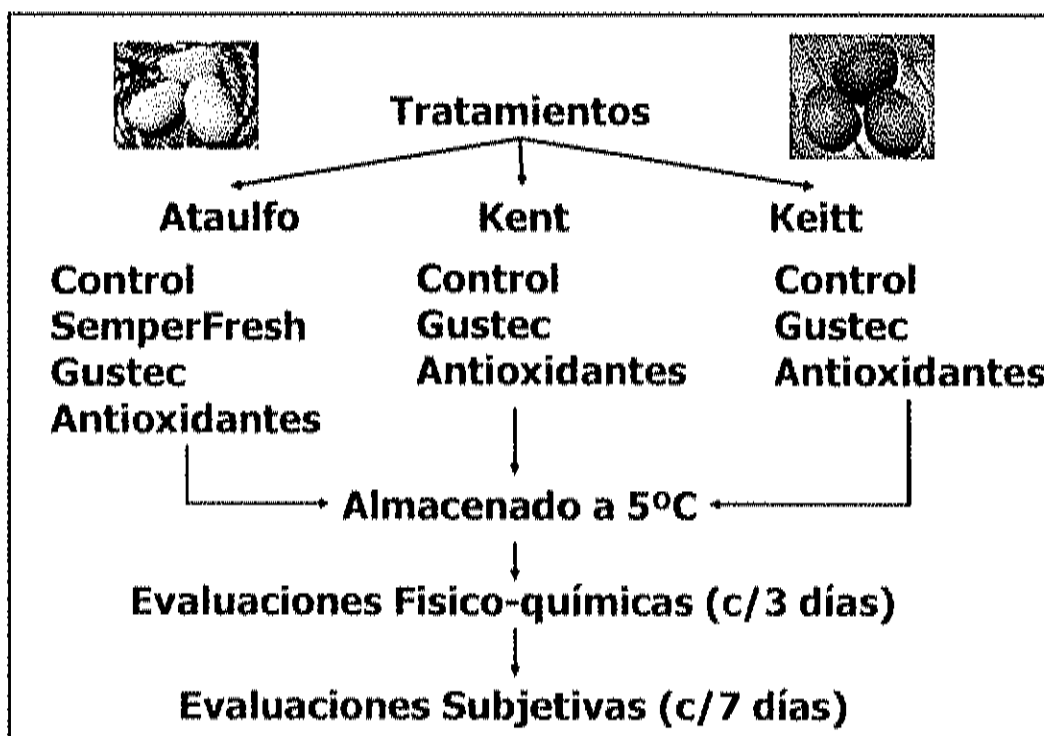 Tratamientos
Ataulfo Kent Keitt
Control Control Control
SemperFresh Gustec Gustec
Gustec Antioxidantes Antioxidantes
Antioxidantes
Almacenado a 5ºC
Evaluaciones Fisico-químicas (c/3 días)
Evaluaciones Subjetivas (c/7 días)